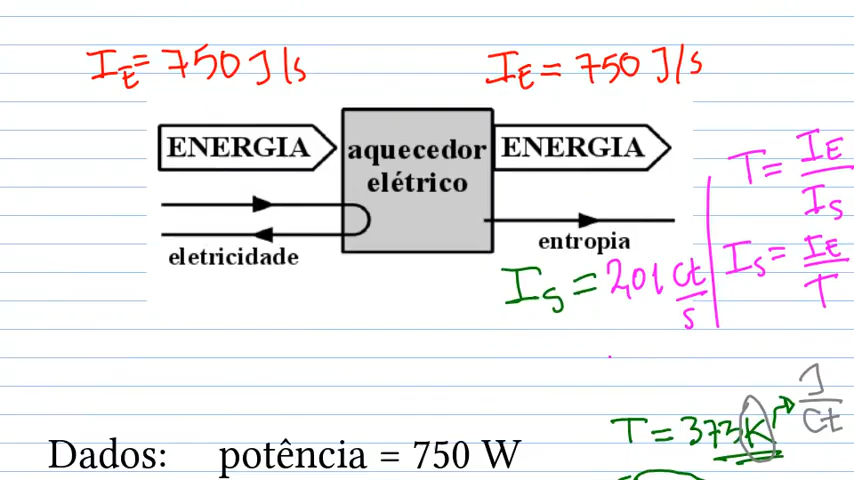 I_E = 750 J/s
I_E = 750 J/s
ENERGIA
aquecedor
elétrico
ENERGIA
eletricidade
entropia
I_S = 2,01 Ct/s
T = I_E/I_S
I_S = I_E/T
T = 373 K → J/Ct
Dados: potência = 750 W